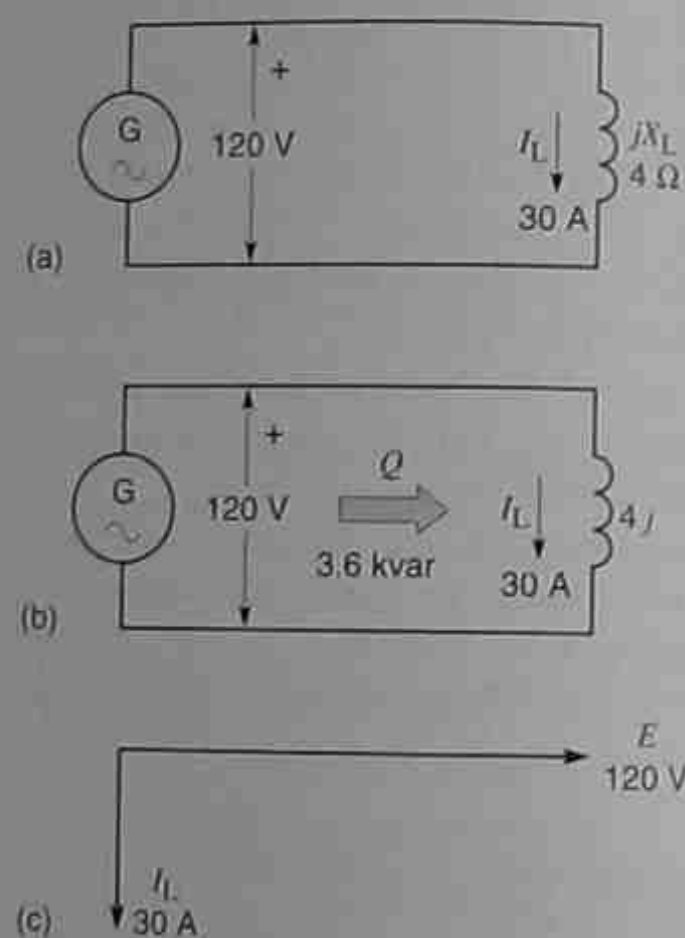 G
120 V
+
I_L
30 A
jX_L
4 Ω
(a)
G
120 V
+
Q
3.6 kvar
I_L
30 A
4 j
(b)
E
120 V
I_L
30 A
(c)